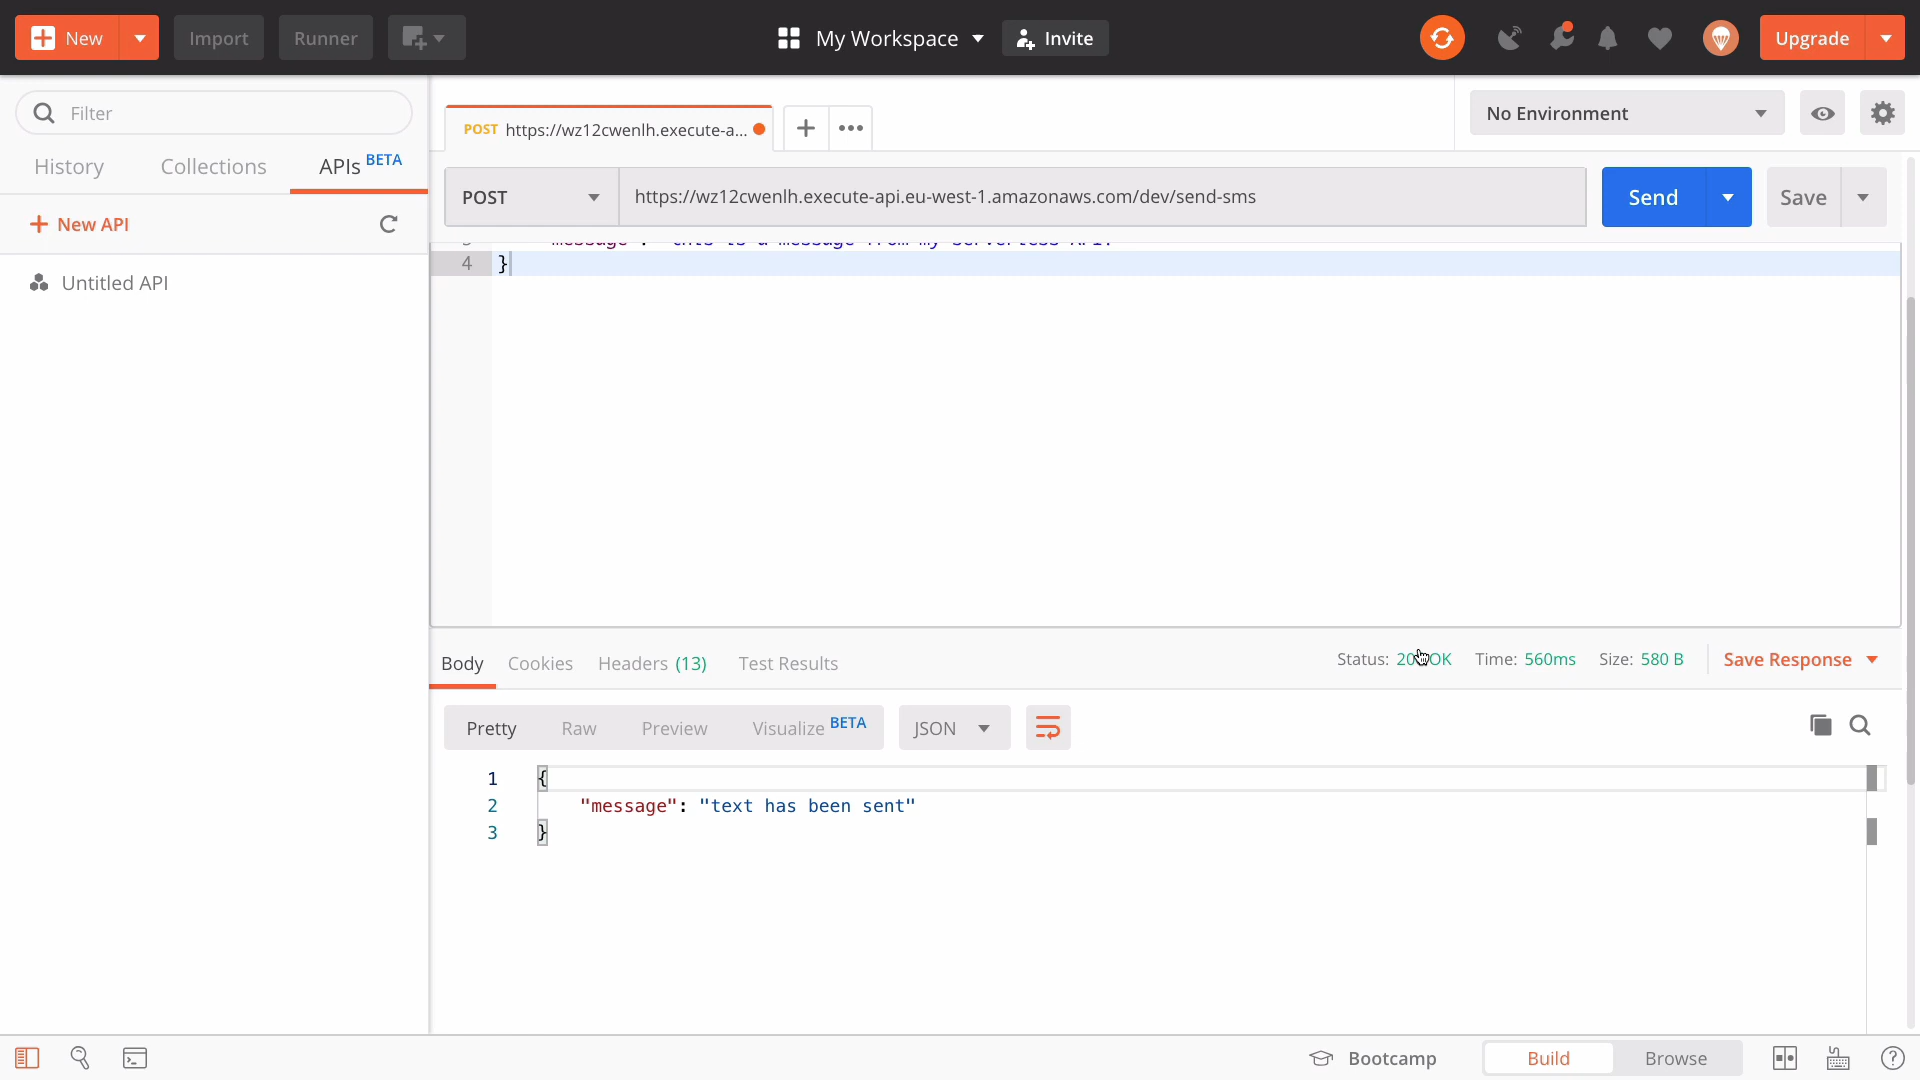 New
Import
Runner
My Workspace
Invite
Upgrade
Filter
History
Collections
APIs BETA
New API
Untitled API
POST https://wz12cwenlh.execute-a...
No Environment
POST
https://wz12cwenlh.execute-api.eu-west-1.amazonaws.com/dev/send-sms
Send
Save
4 }
Body
Cookies
Headers (13)
Test Results
Status: OK
Time: 560ms
Size: 580 B
Save Response
Pretty
Raw
Preview
Visualize BETA
JSON
1 {
2 "message": "text has been sent"
3 }
Bootcamp
Build
Browse